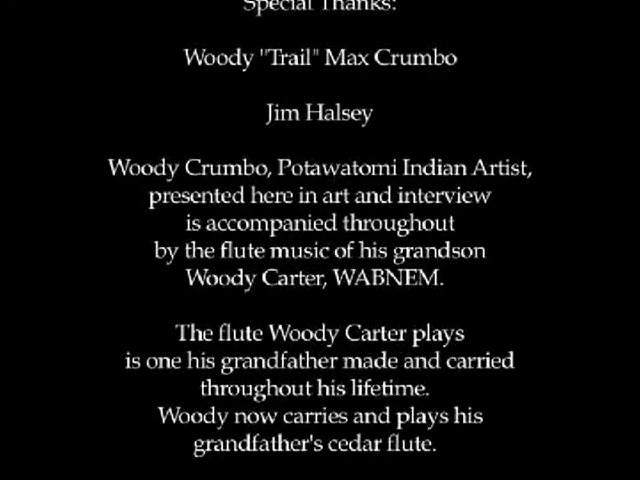 Special Thanks:
Woody "Trail" Max Crumbo
Jim Halsey
Woody Crumbo, Potawatomi Indian Artist,
presented here in art and interview
is accompanied throughout
by the flute music of his grandson
Woody Carter, WABNEM.
The flute Woody Carter plays
is one his grandfather made and carried
throughout his lifetime.
Woody now carries and plays his
grandfather's cedar flute.